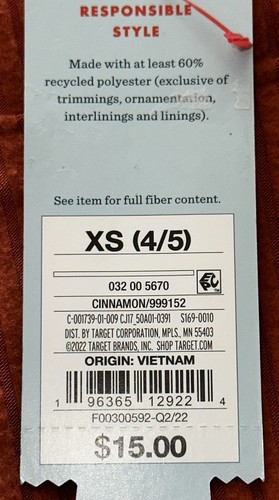 RESPONSIBLE
STYLE
Made with at least 60%
recycled polyester (exclusive of
trimmings, ornamentation,
interlinings and linings).
See item for full fiber content.
XS (4/5)
032 00 5670
CINNAMON/999152
C-001739-01-009 CJ17_50A01-0391 S169-0010
DIST. BY TARGET CORPORATION, MPLS., MN 55403
©2022 TARGET BRANDS, INC. SHOP TARGET.COM
ORIGIN: VIETNAM
1 96365 12922 4
F00300592-Q2/22
$15.00